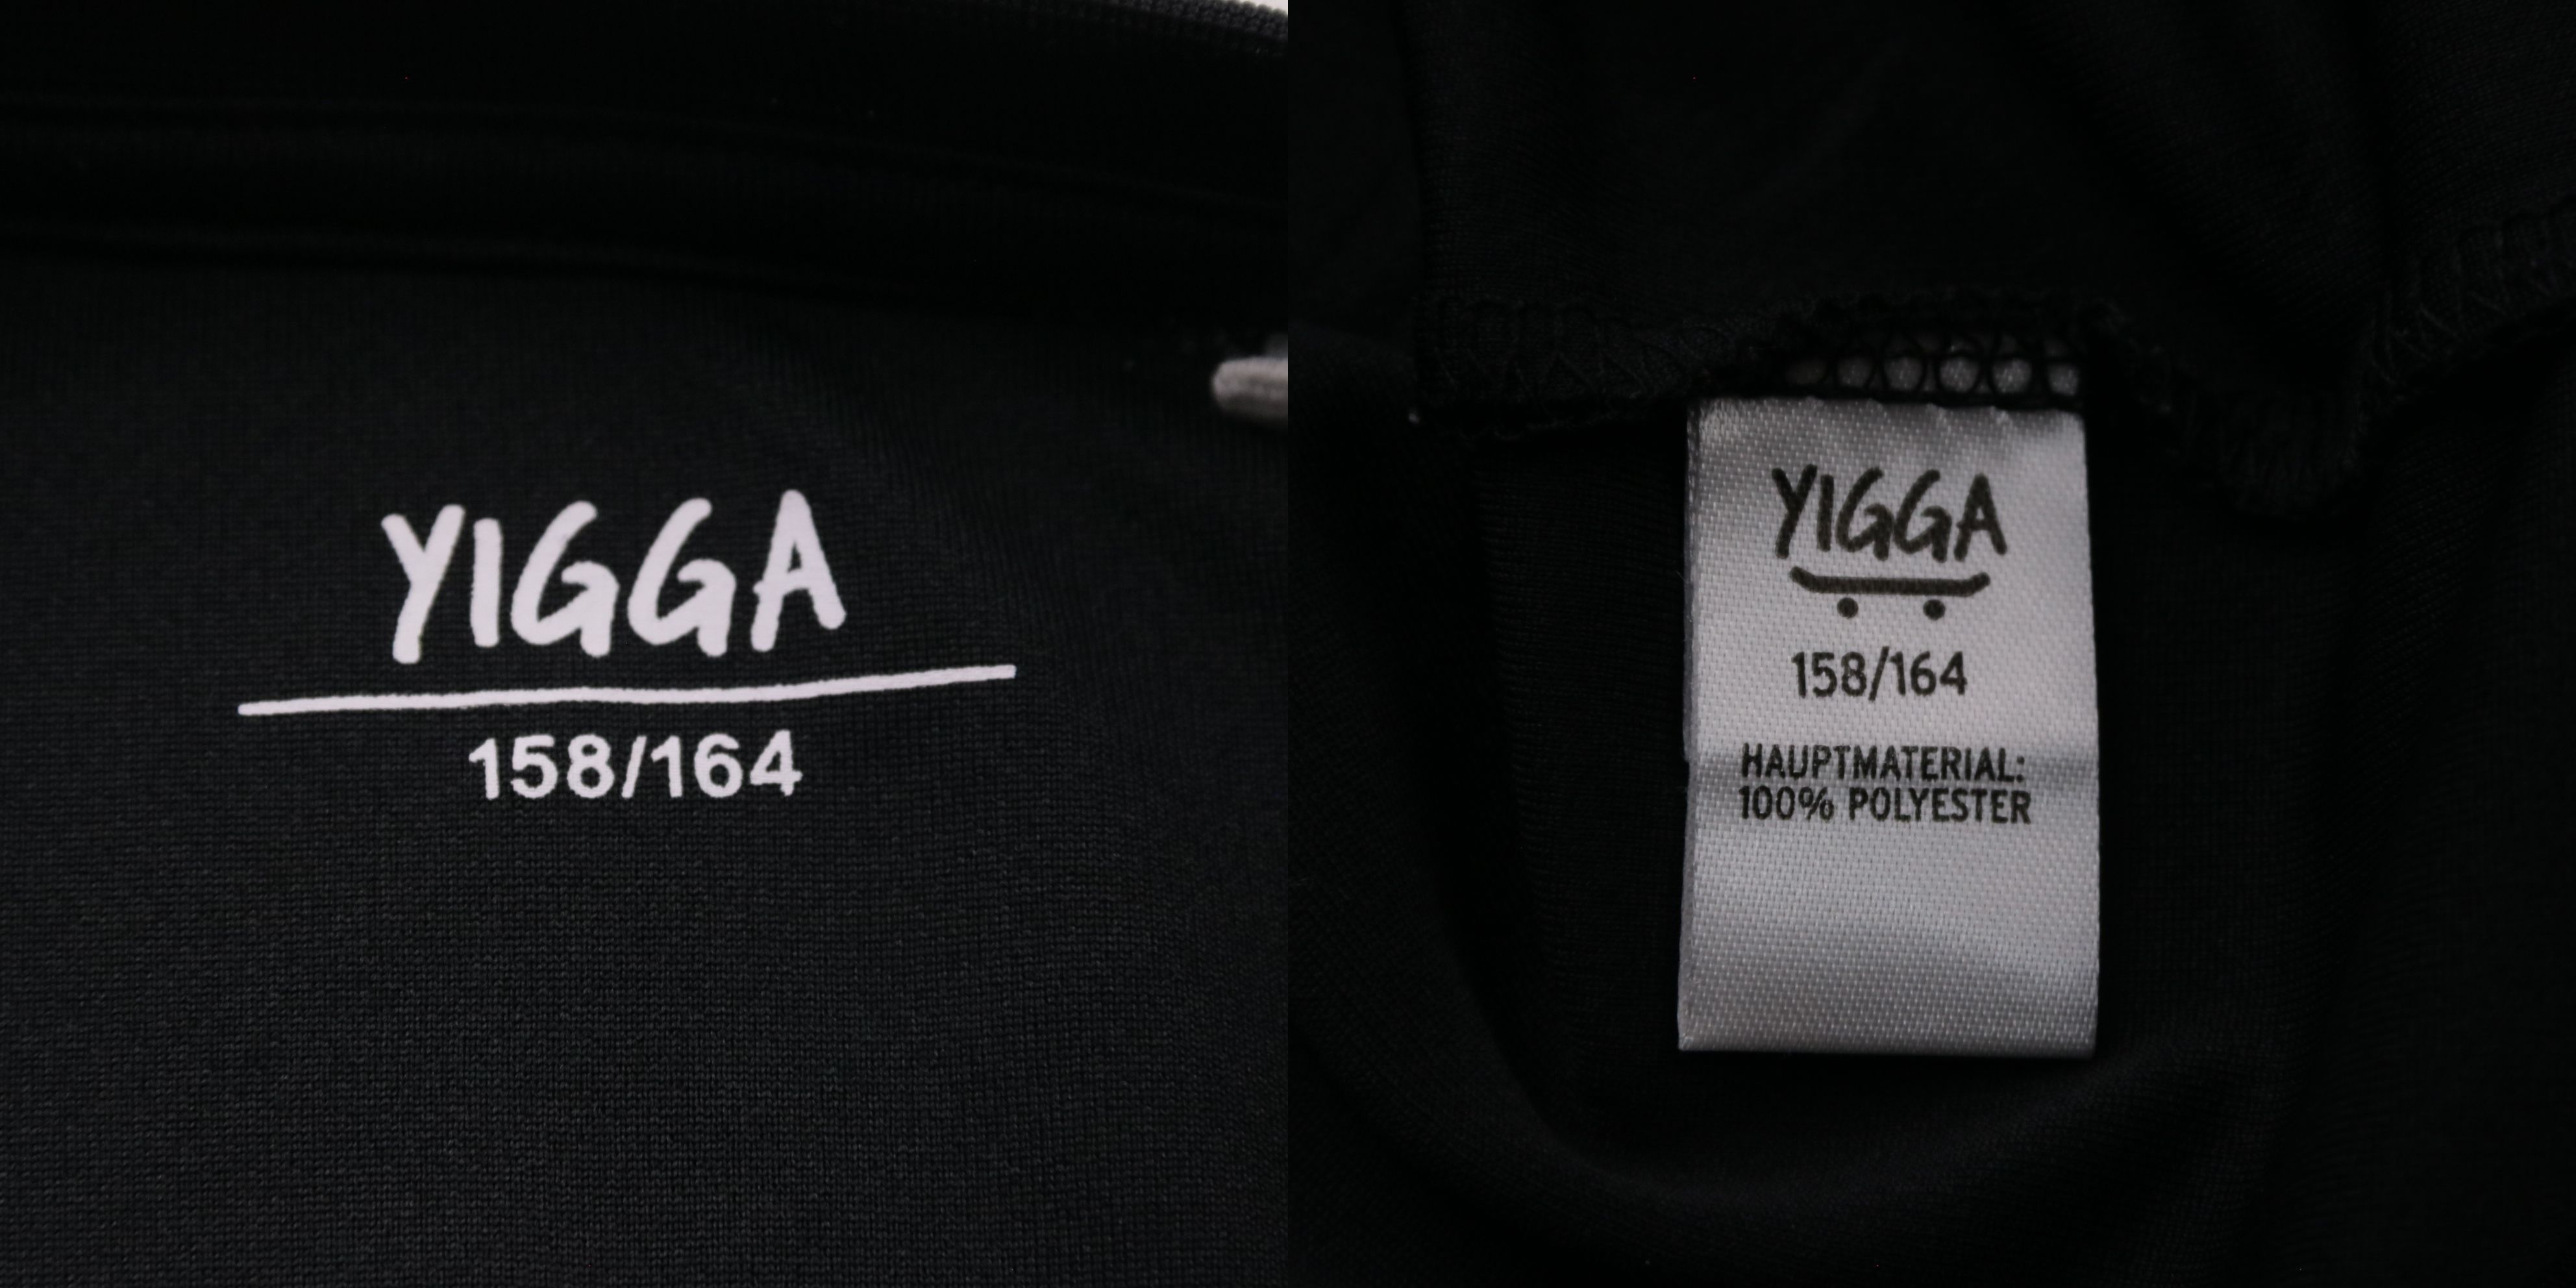 YIGGA
158/164
YIGGA
158/164
HAUPTMATERIAL:
100% POLYESTER